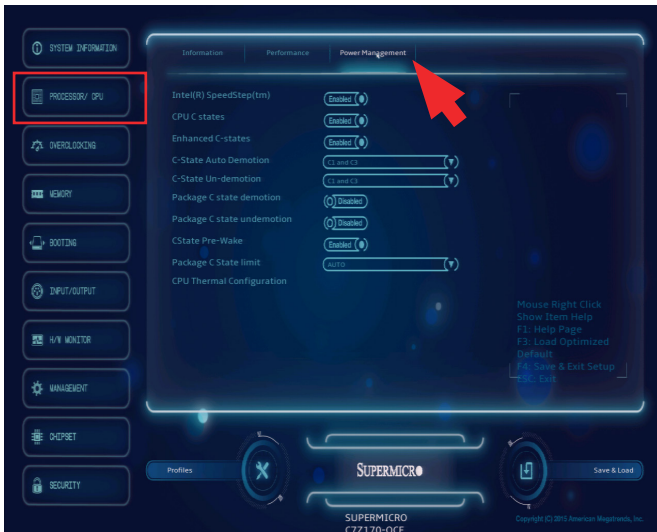 SYSTEM INFORMATION
PROCESSOR/ CPU
OVERCLOCKING
MEMORY
BOOTING
INPUT/OUTPUT
H/W MONITOR
MANAGEMENT
CHIPSET
SECURITY
Information Performance Power Management
Intel(R) SpeedStep(tm) Enabled
CPU C states Enabled
Enhanced C-states Enabled
C-State Auto Demotion C1 and C3
C-State Un-demotion C1 and C3
Package C state demotion Disabled
Package C state undemotion Disabled
CState Pre-Wake Enabled
Package C State limit AUTO
CPU Thermal Configuration
Mouse Right Click
Show Item Help
F1: Help Page
F3: Load Optimized
Default
F4: Save & Exit Setup
ESC: Exit
Profiles
SUPERMICRO
Save & Load
SUPERMICRO
C7Z170-OCE
Copyright (C) 2015 American Megatrends, Inc.